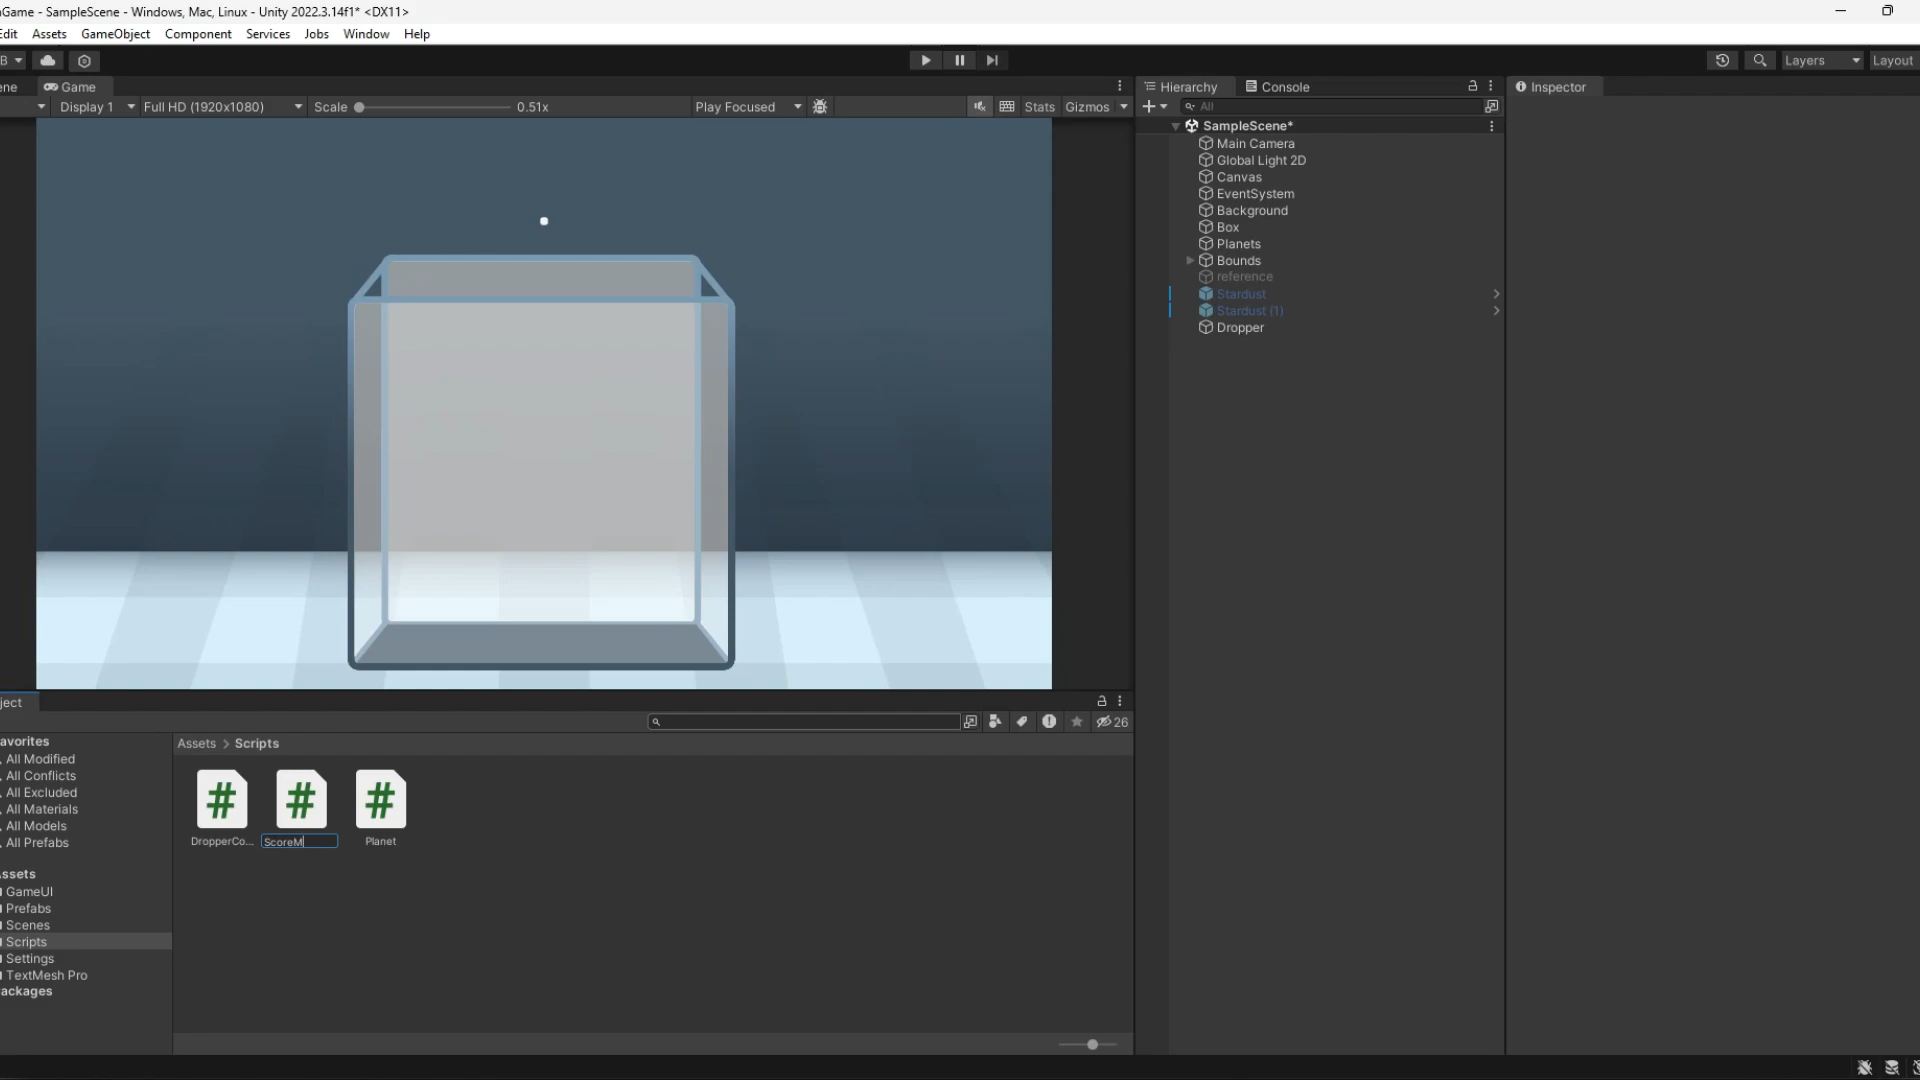 Game - SampleScene - Windows, Mac, Linux - Unity 2022.3.14f1* <DX11>
Edit Assets GameObject Component Services Jobs Window Help
B
Layers Layout
ene Game
Display 1 Full HD (1920x1080) Scale 0.51x Play Focused Stats Gizmos
Hierarchy Console
All
Inspector
SampleScene*
Main Camera
Global Light 2D
Canvas
EventSystem
Background
Box
Planets
Bounds
reference
Stardust
Stardust (1)
Dropper
ject
26
avorites
All Modified
All Conflicts
All Excluded
All Materials
All Models
All Prefabs
ssets
GameUI
Prefabs
Scenes
Scripts
Settings
TextMesh Pro
ackages
Assets > Scripts
# # #
DropperCo... ScoreM Planet